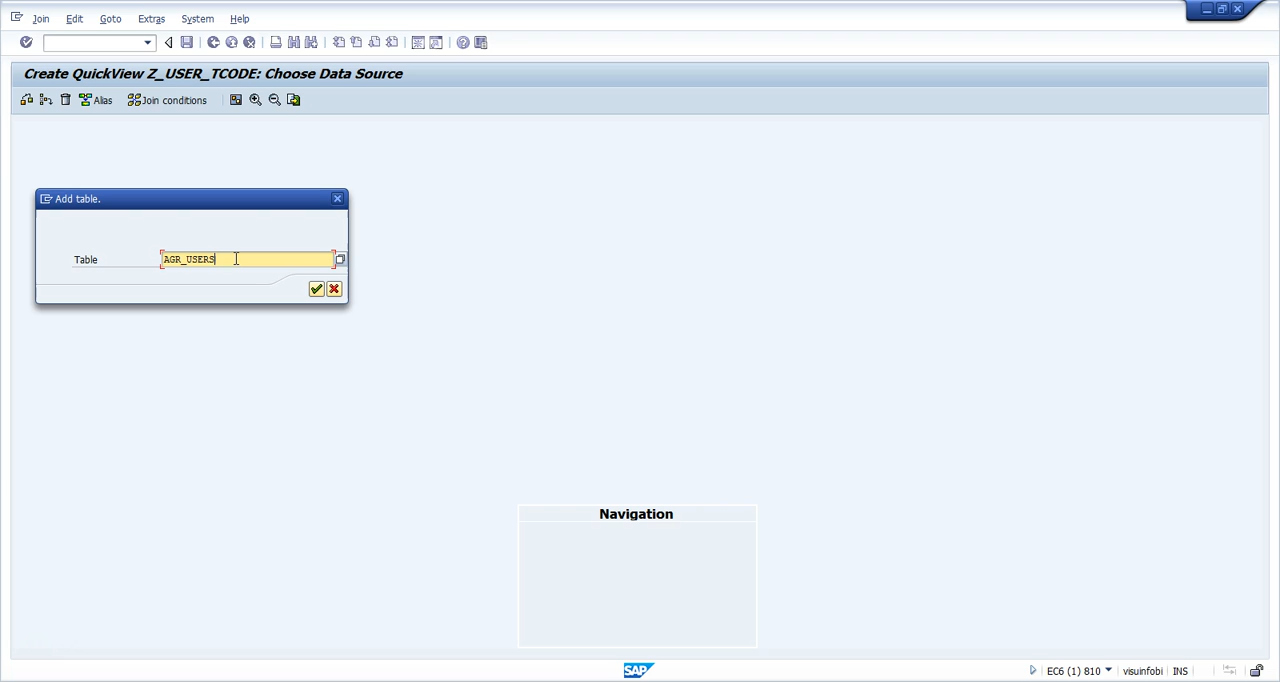 Join Edit Goto Extras System Help
Create QuickView Z_USER_TCODE: Choose Data Source
Alias Join conditions
Add table.
Table AGR_USERS
Navigation
SAP EC6 (1) 810 visuinfobi INS